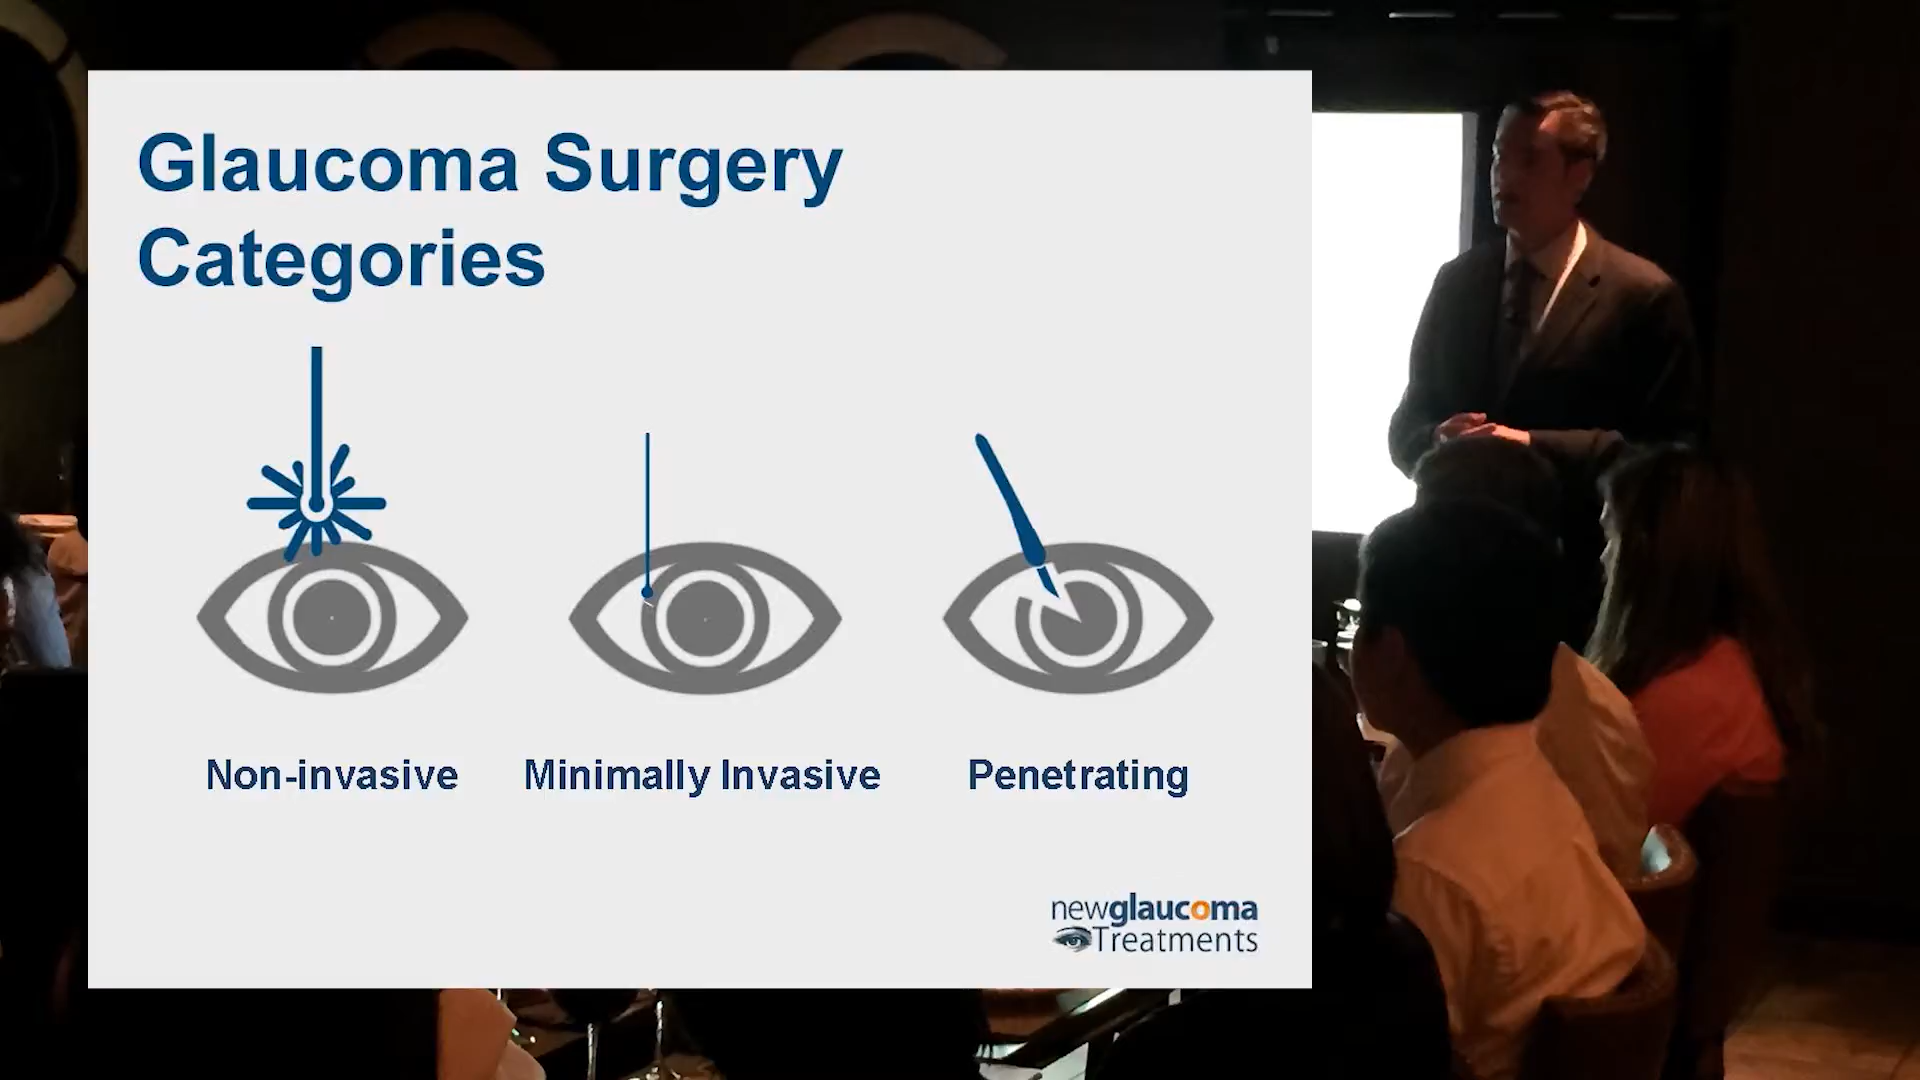 Glaucoma Surgery
Categories
Non-invasive
Minimally Invasive
Penetrating
newglaucoma
Treatments